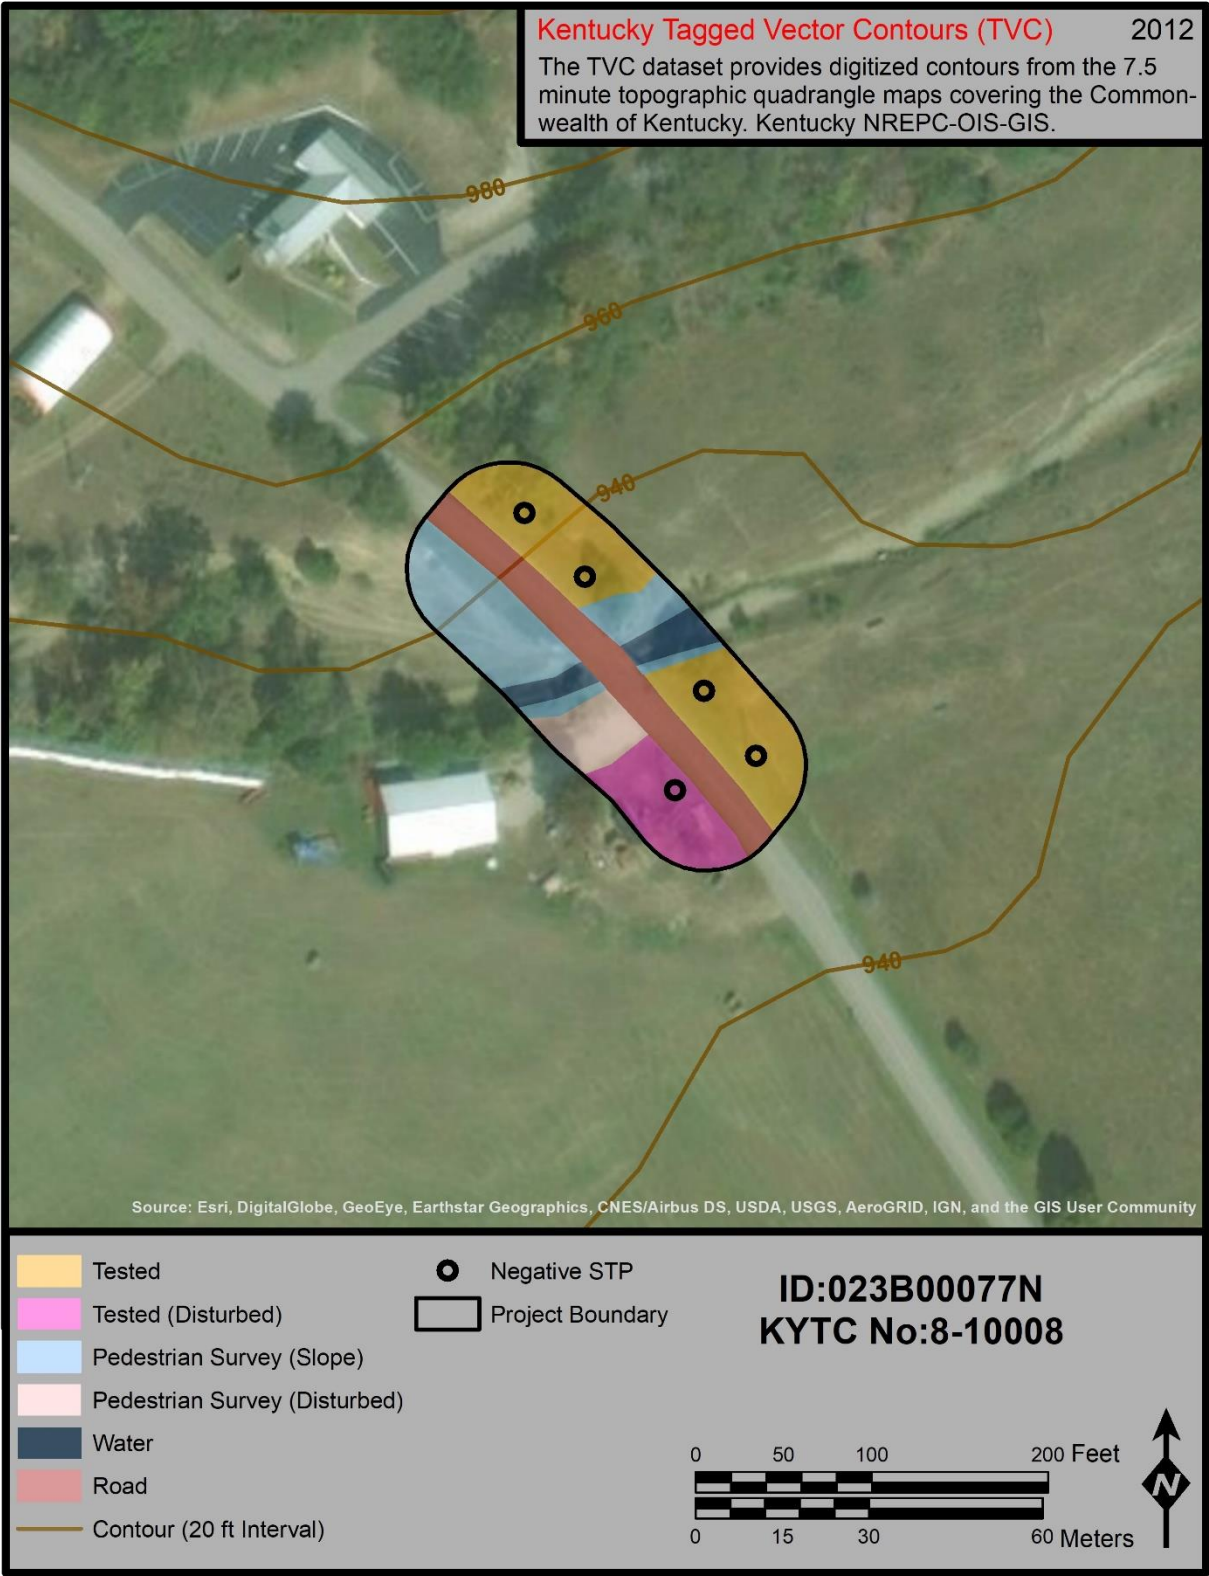 Kentucky Tagged Vector Contours (TVC) 2012
The TVC dataset provides digitized contours from the 7.5
minute topographic quadrangle maps covering the Common-
wealth of Kentucky. Kentucky NREPC-OIS-GIS.
980
960
940
940
Source: Esri, DigitalGlobe, GeoEye, Earthstar Geographics, CNES/Airbus DS, USDA, USGS, AeroGRID, IGN, and the GIS User Community
Tested
Tested (Disturbed)
Pedestrian Survey (Slope)
Pedestrian Survey (Disturbed)
Water
Road
Contour (20 ft Interval)
Negative STP
Project Boundary
ID:023B00077N
KYTC No:8-10008
0 50 100 200 Feet
0 15 30 60 Meters
N